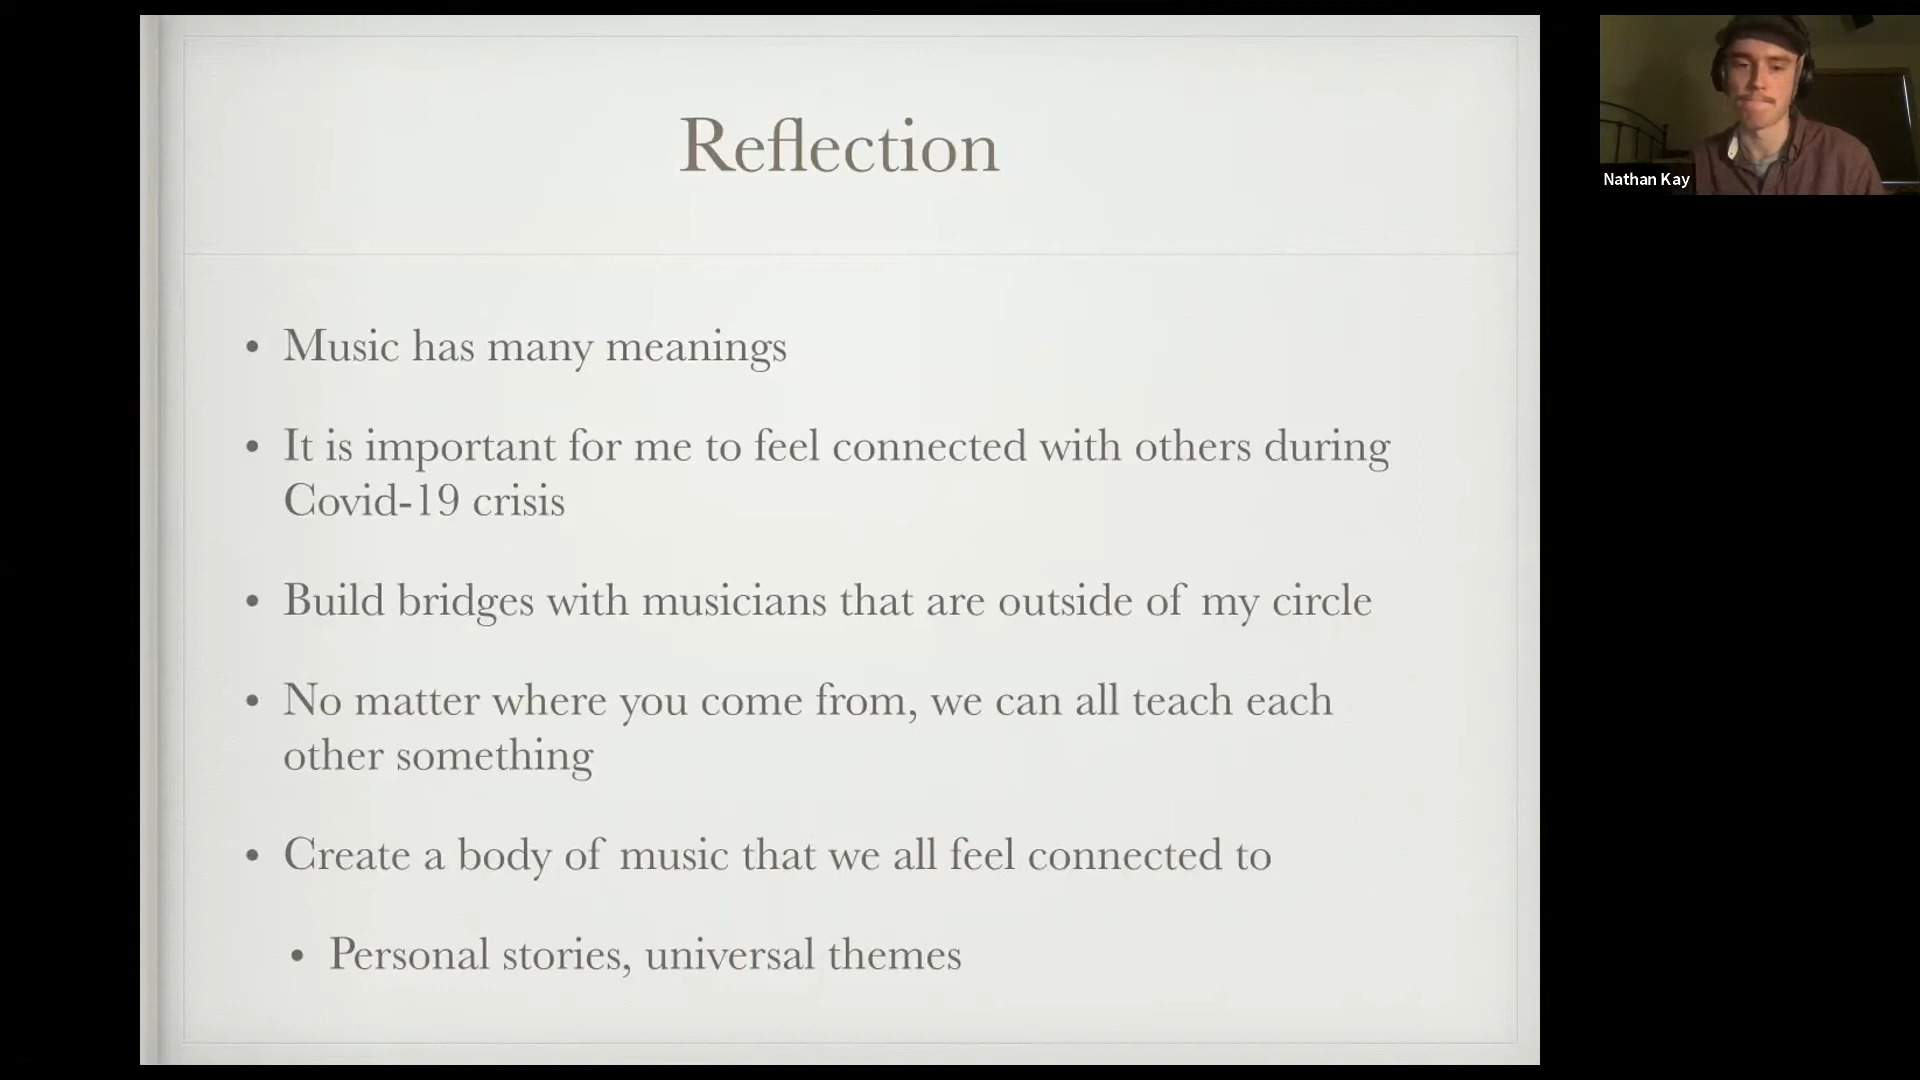 Reflection
• Music has many meanings
• It is important for me to feel connected with others during
Covid-19 crisis
• Build bridges with musicians that are outside of my circle
• No matter where you come from, we can all teach each
other something
• Create a body of music that we all feel connected to
• Personal stories, universal themes
Nathan Kay